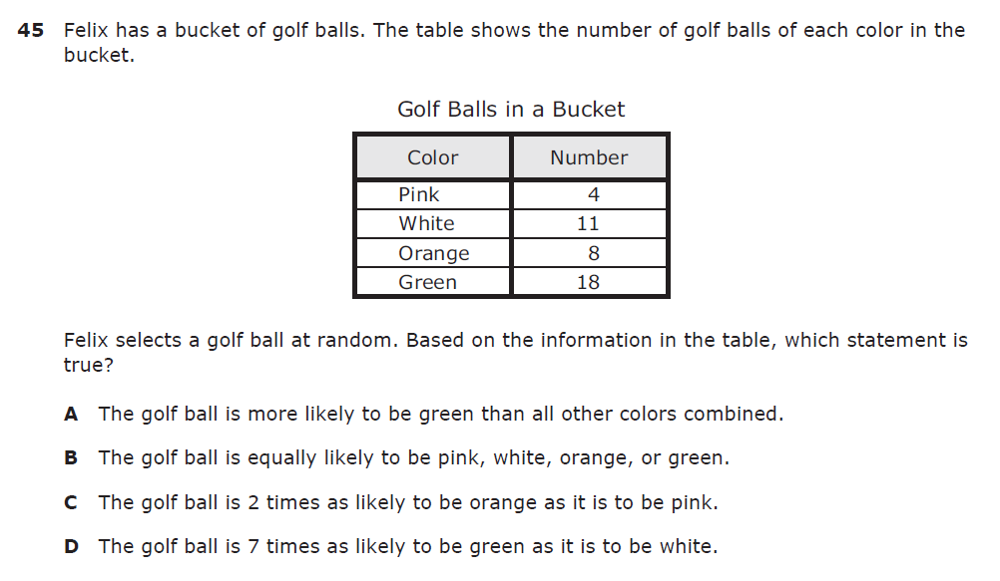 45 Felix has a bucket of golf balls. The table shows the number of golf balls of each color in the
bucket.
Golf Balls in a Bucket
Color Number
Pink 4
White 11
Orange 8
Green 18
Felix selects a golf ball at random. Based on the information in the table, which statement is
true?
A The golf ball is more likely to be green than all other colors combined.
B The golf ball is equally likely to be pink, white, orange, or green.
C The golf ball is 2 times as likely to be orange as it is to be pink.
D The golf ball is 7 times as likely to be green as it is to be white.